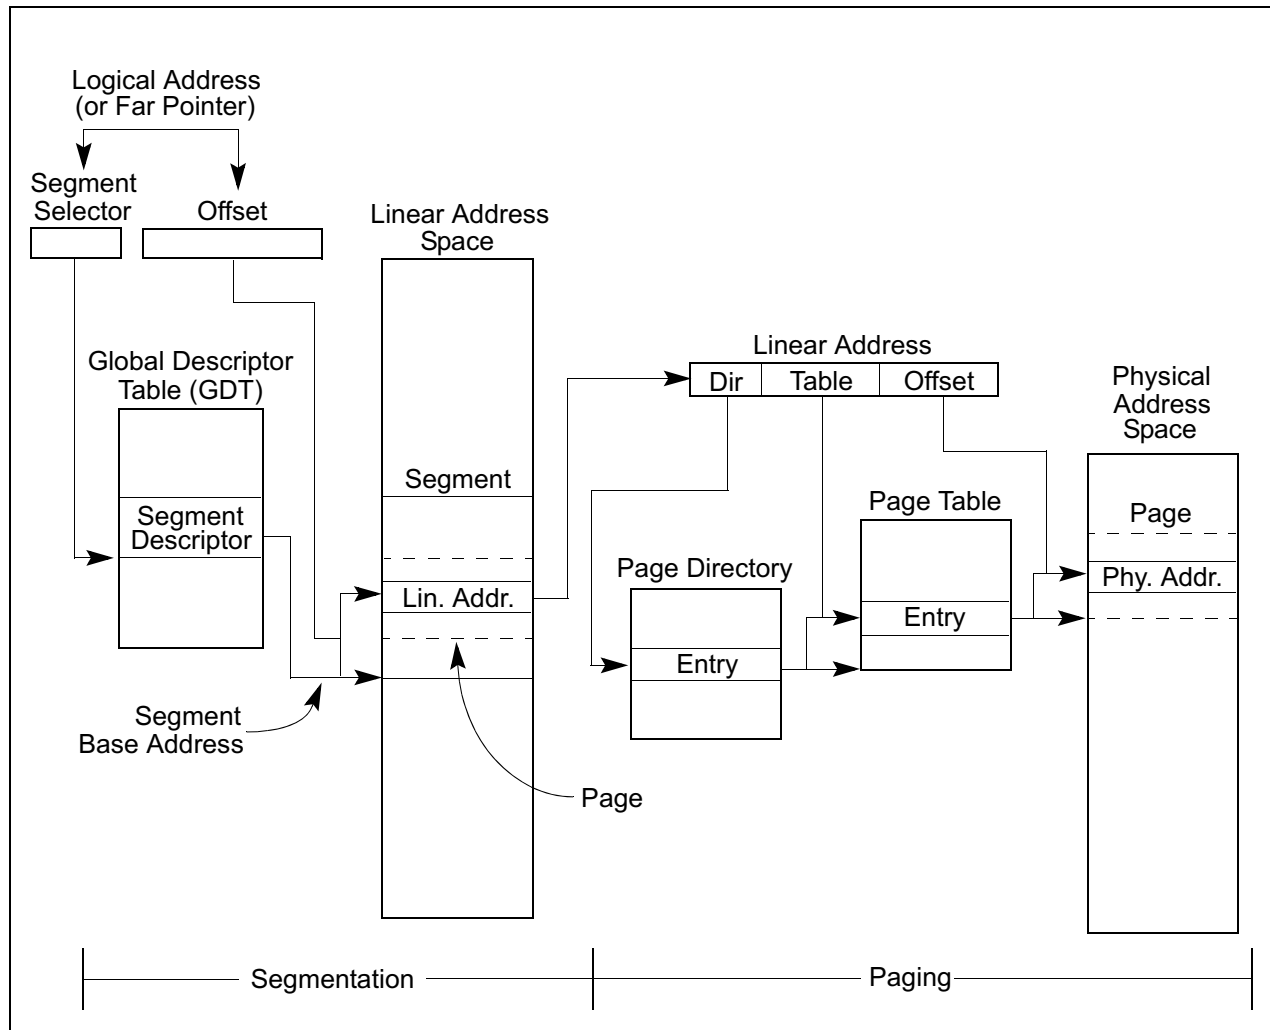 Logical Address
(or Far Pointer)
Segment
Selector
Offset
Linear Address
Space
Global Descriptor
Table (GDT)
Segment
Descriptor
Segment
Lin. Addr.
Segment
Base Address
Page
Linear Address
Dir
Table
Offset
Page Directory
Entry
Page Table
Entry
Physical
Address
Space
Page
Phy. Addr.
Segmentation
Paging